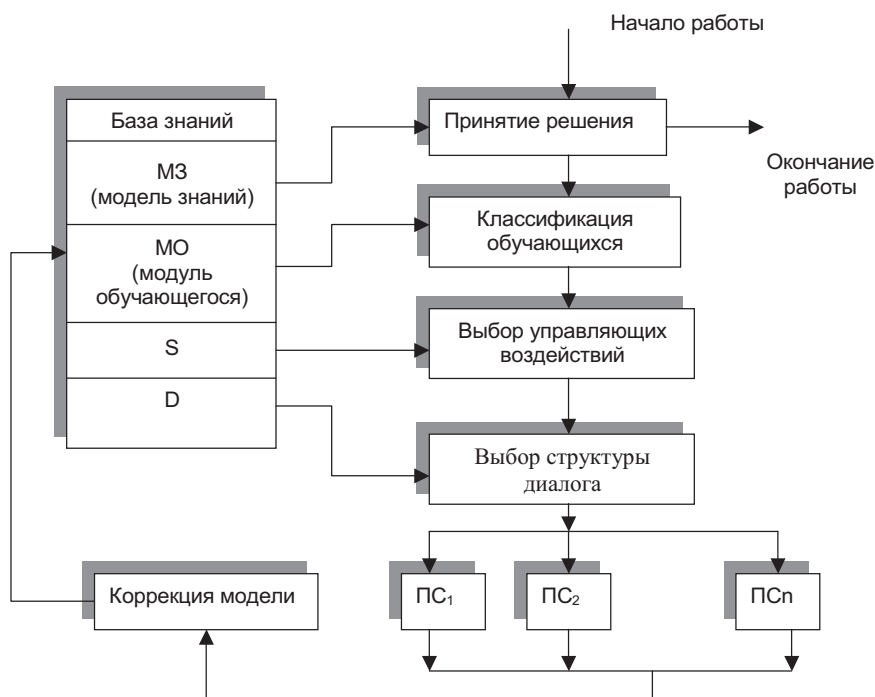 Начало работы
База знаний
МЗ
(модель знаний)
МО
(модуль
обучающегося)
S
D
Принятие решения
Окончание
работы
Классификация
обучающихся
Выбор управляющих
воздействий
Выбор структуры
диалога
Коррекция модели
ПС₁
ПС₂
ПСn